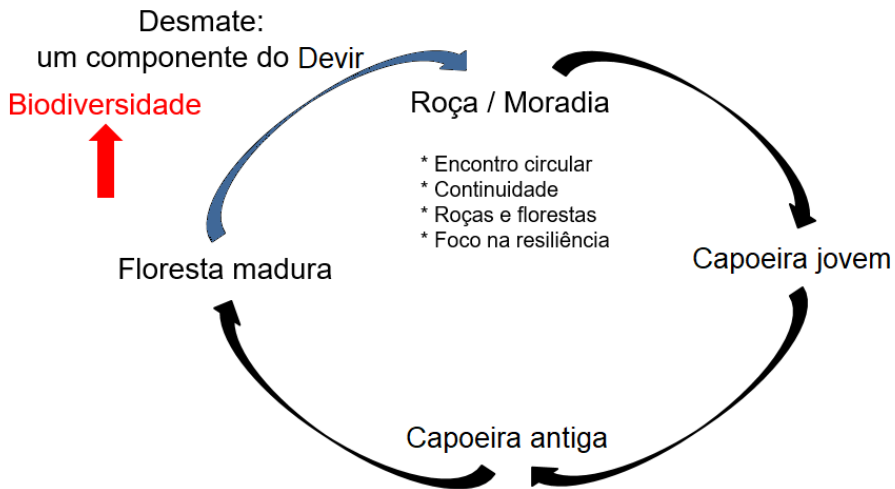 Desmate:
um componente do Devir
Biodiversidade
Roça / Moradia
* Encontro circular
* Continuidade
* Roças e florestas
* Foco na resiliência
Capoeira jovem
Floresta madura
Capoeira antiga